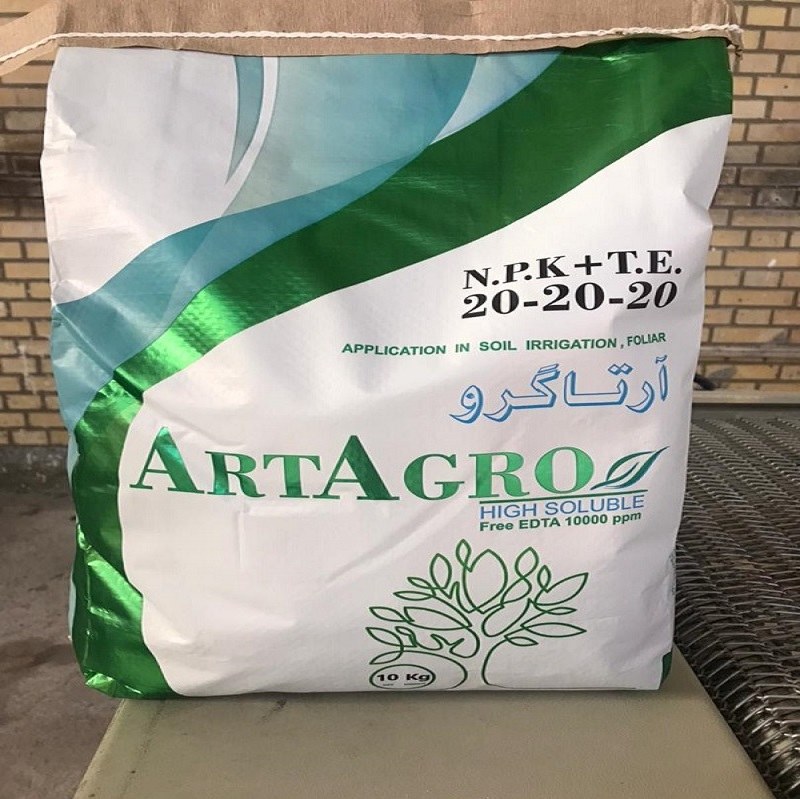 N.P.K+T.E.
20-20-20
APPLICATION IN SOIL IRRIGATION, FOLIAR
آرتاگرو
ARTAGRO
HIGH SOLUBLE
Free EDTA 10000 ppm
10 Kg